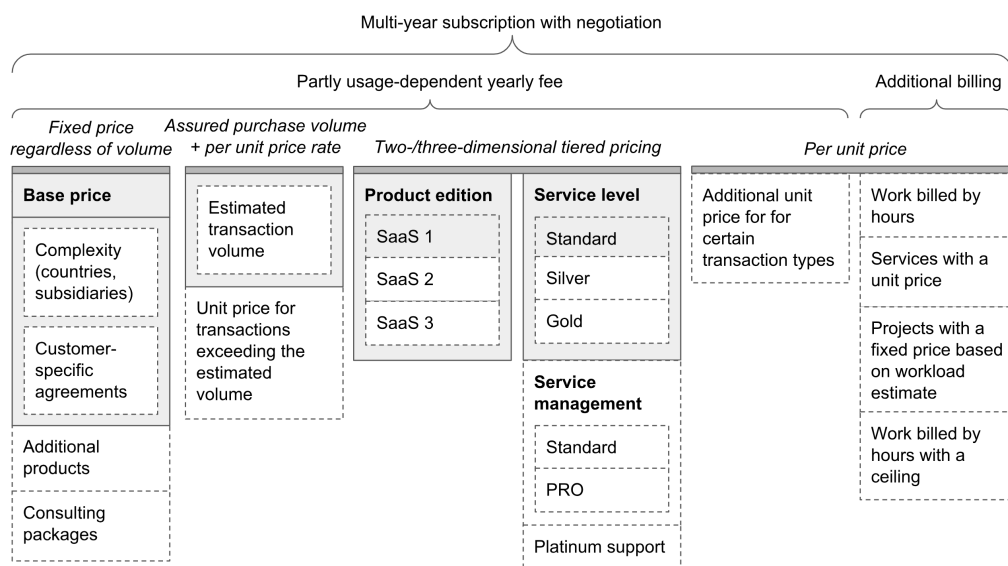 Multi-year subscription with negotiation
Partly usage-dependent yearly fee
Additional billing
Fixed price
regardless of volume
Assured purchase volume
+ per unit price rate
Two-/three-dimensional tiered pricing
Per unit price
Base price
Complexity
(countries,
subsidiaries)
Customer-
specific
agreements
Additional
products
Consulting
packages
Estimated
transaction
volume
Unit price for
transactions
exceeding the
estimated
volume
Product edition
SaaS 1
SaaS 2
SaaS 3
Service level
Standard
Silver
Gold
Service
management
Standard
PRO
Platinum support
Additional unit
price for for
certain
transaction types
Work billed by
hours
Services with a
unit price
Projects with a
fixed price based
on workload
estimate
Work billed by
hours with a
ceiling